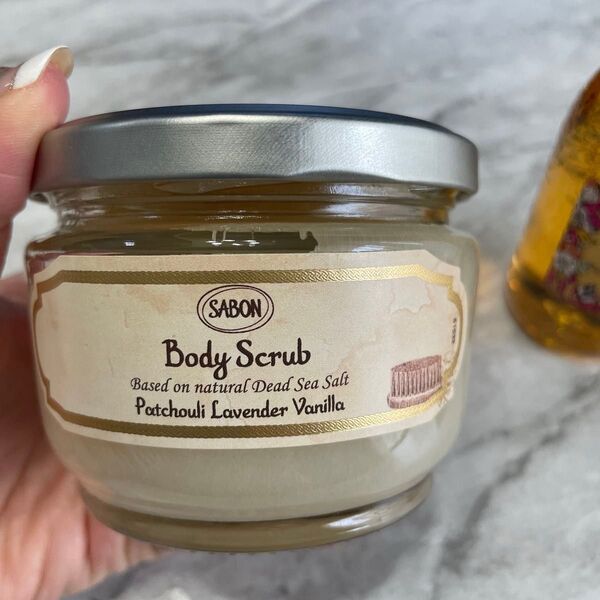 SABON
Body Scrub
Based on natural Dead Sea Salt
Patchouli Lavender Vanilla